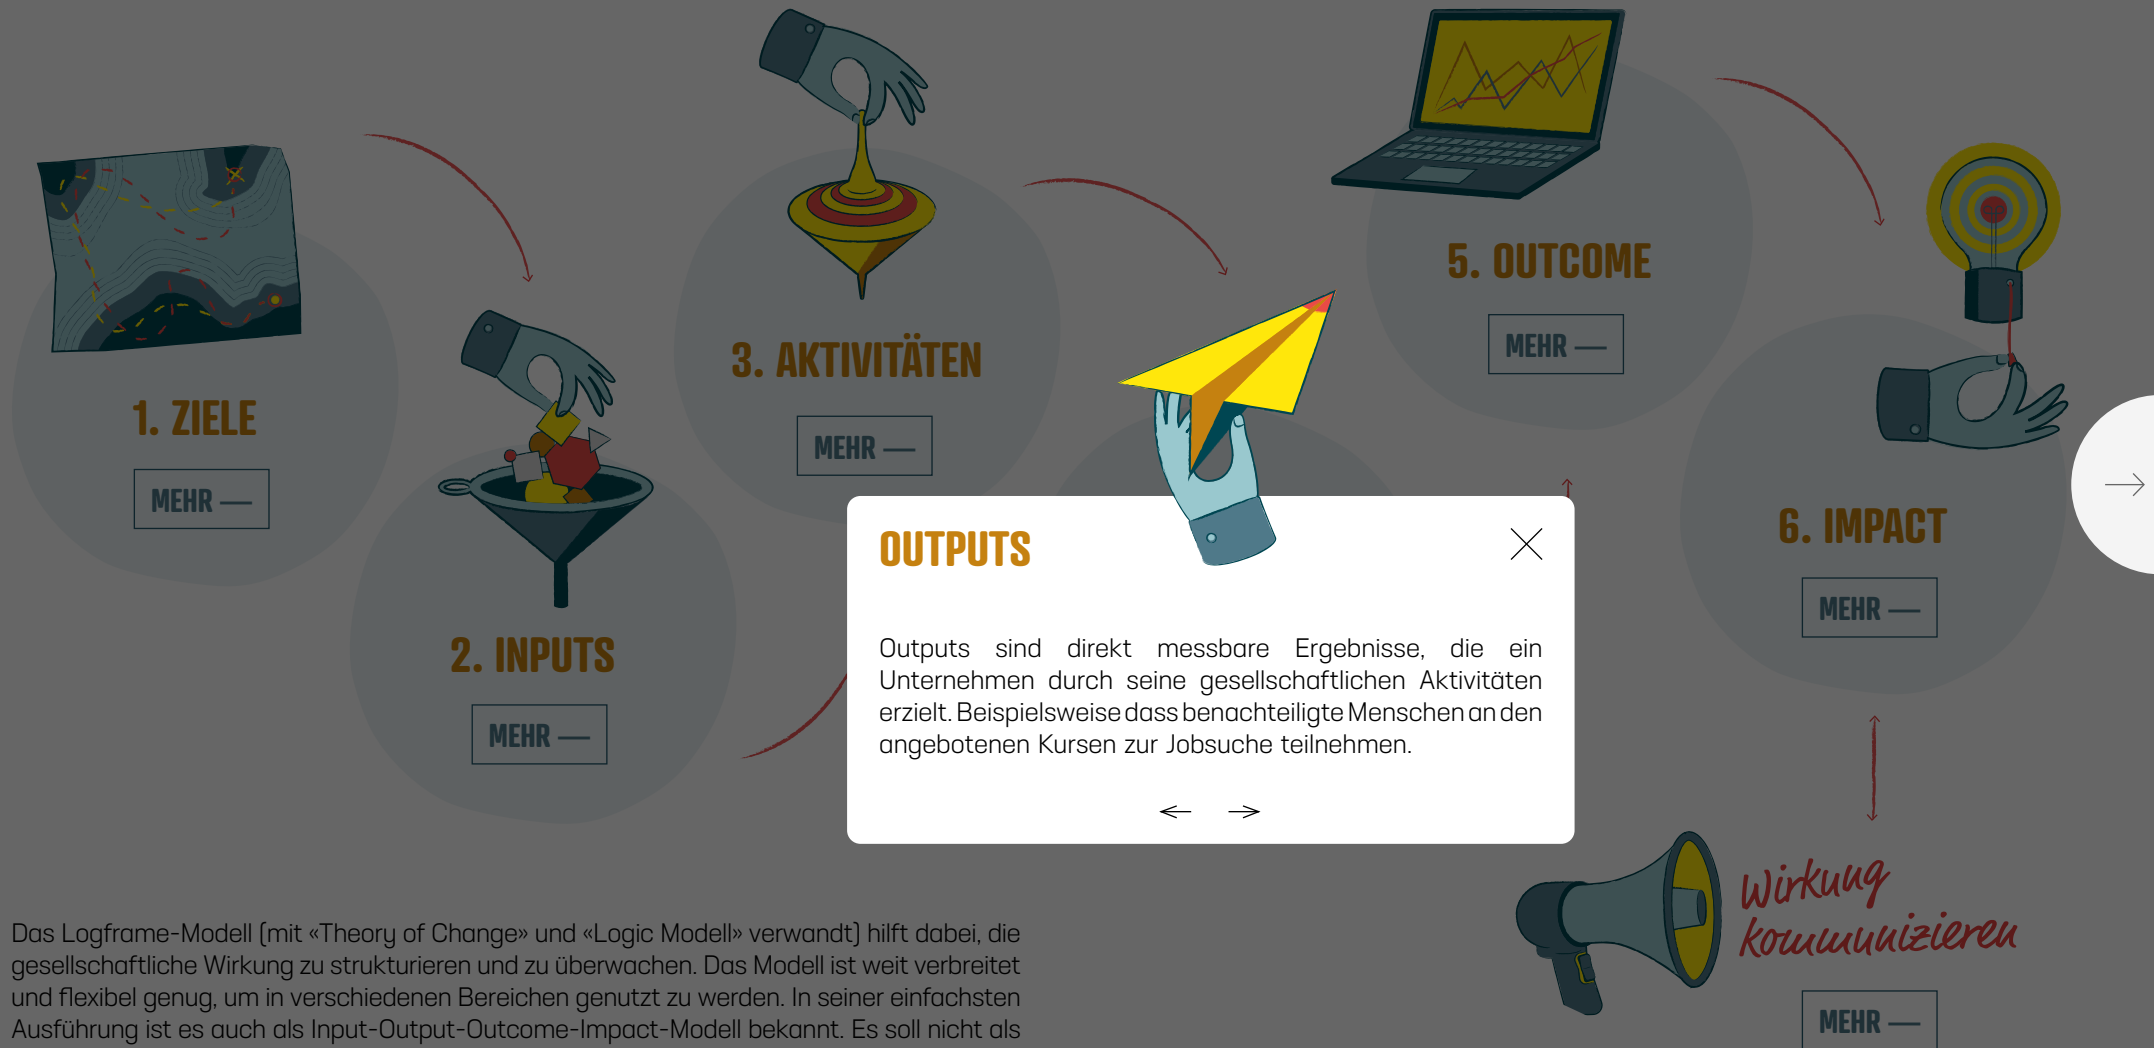 1. ZIELE
MEHR —
2. INPUTS
MEHR —
3. AKTIVITÄTEN
MEHR —
OUTPUTS
Outputs sind direkt messbare Ergebnisse, die ein
Unternehmen durch seine gesellschaftlichen Aktivitäten
erzielt. Beispielsweise dass benachteiligte Menschen an den
angebotenen Kursen zur Jobsuche teilnehmen.
5. OUTCOME
MEHR —
6. IMPACT
MEHR —
Wirkung
kommunizieren
MEHR —
Das Logframe-Modell (mit «Theory of Change» und «Logic Modell» verwandt) hilft dabei, die
gesellschaftliche Wirkung zu strukturieren und zu überwachen. Das Modell ist weit verbreitet
und flexibel genug, um in verschiedenen Bereichen genutzt zu werden. In seiner einfachsten
Ausführung ist es auch als Input-Output-Outcome-Impact-Modell bekannt. Es soll nicht als